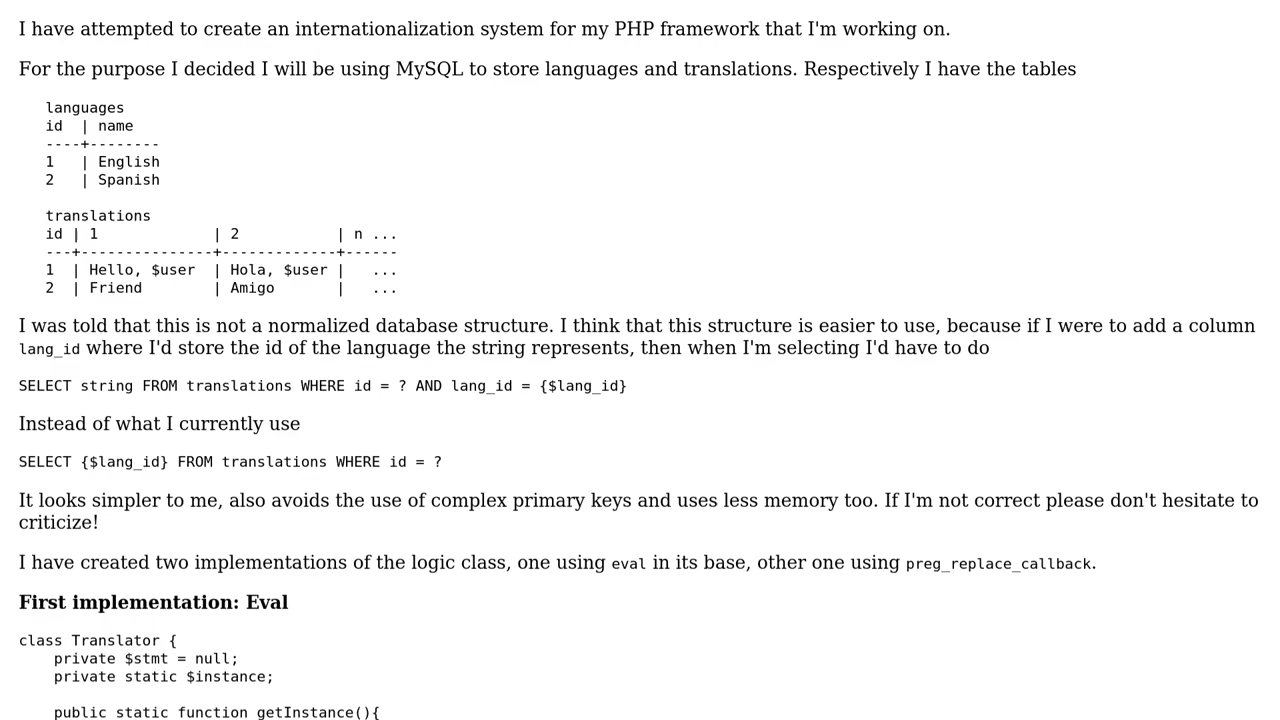 I have attempted to create an internationalization system for my PHP framework that I'm working on.
For the purpose I decided I will be using MySQL to store languages and translations. Respectively I have the tables
languages
id  | name
----+--------
1   | English
2   | Spanish
translations
id | 1             | 2           | n ...
---+---------------+-------------+------
1  | Hello, $user  | Hola, $user |   ...
2  | Friend        | Amigo       |   ...
I was told that this is not a normalized database structure. I think that this structure is easier to use, because if I were to add a column
lang_id where I'd store the id of the language the string represents, then when I'm selecting I'd have to do
SELECT string FROM translations WHERE id = ? AND lang_id = {$lang_id}
Instead of what I currently use
SELECT {$lang_id} FROM translations WHERE id = ?
It looks simpler to me, also avoids the use of complex primary keys and uses less memory too. If I'm not correct please don't hesitate to
criticize!
I have created two implementations of the logic class, one using eval in its base, other one using preg_replace_callback.
First implementation: Eval
class Translator {
    private $stmt = null;
    private static $instance;
    public static function getInstance(){